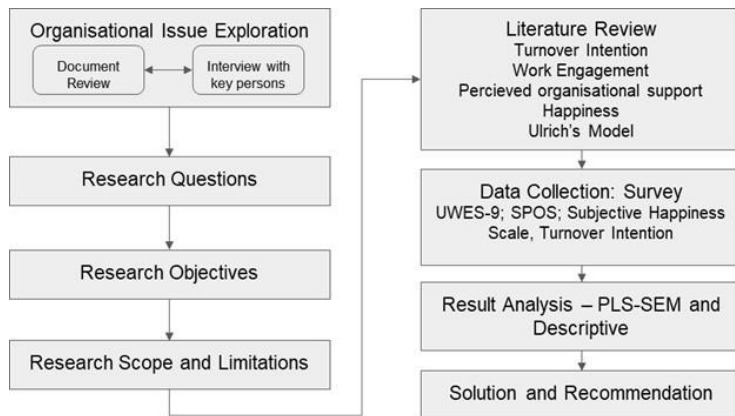 Organisational Issue Exploration
Document
Review
Interview with
key persons
Research Questions
Research Objectives
Research Scope and Limitations
Literature Review
Turnover Intention
Work Engagement
Percieved organisational support
Happiness
Ulrich's Model
Data Collection: Survey
UWES-9; SPOS; Subjective Happiness
Scale, Turnover Intention
Result Analysis – PLS-SEM and
Descriptive
Solution and Recommendation